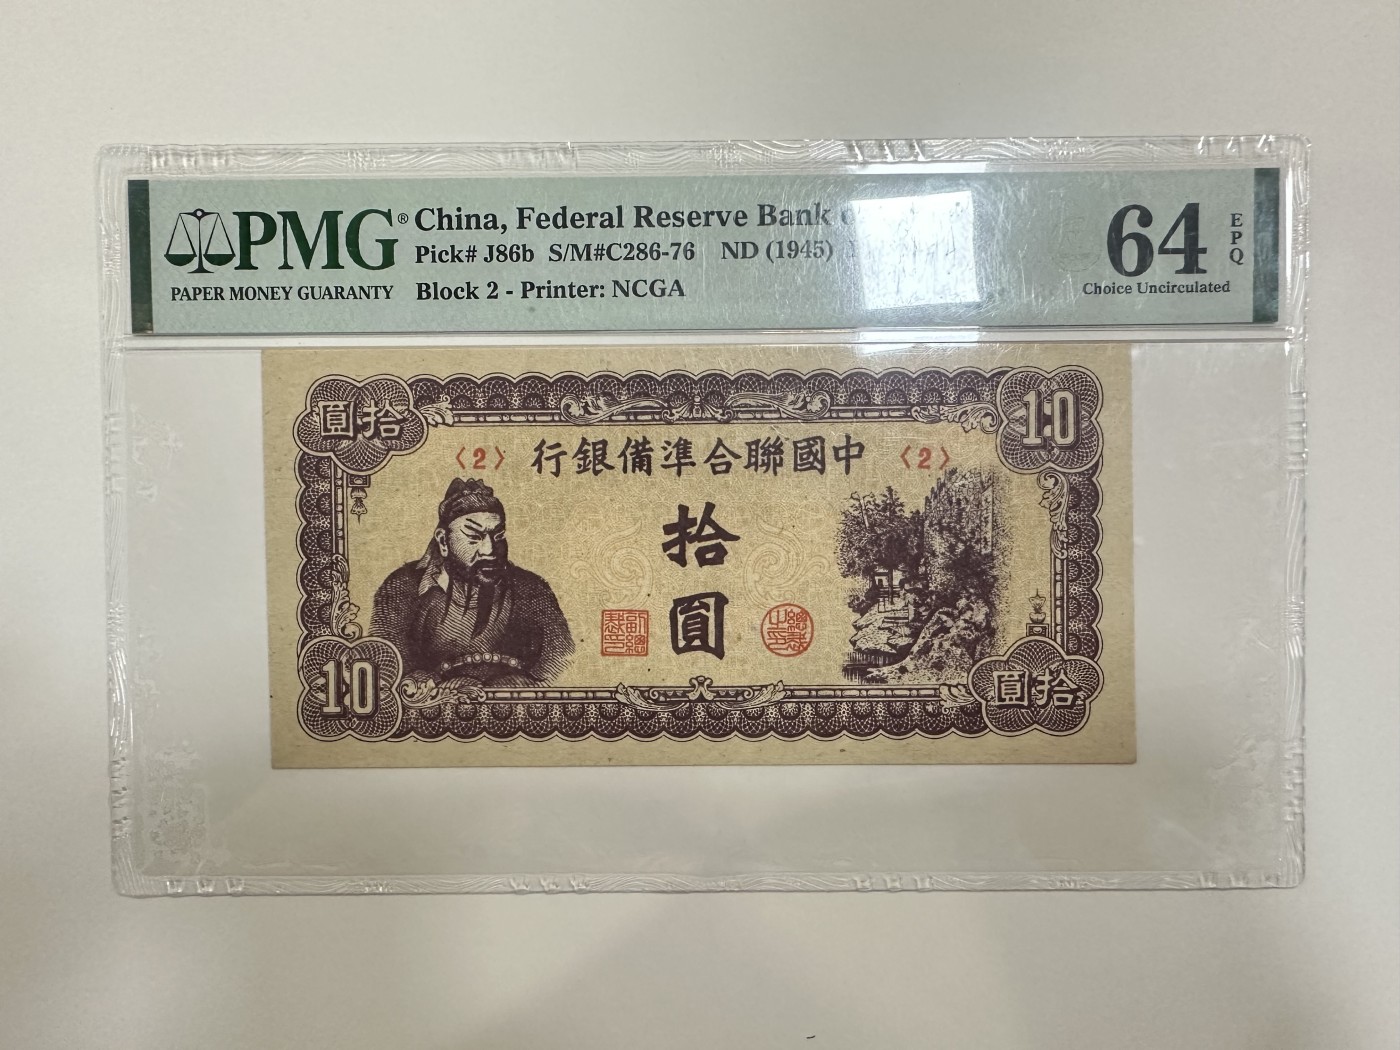 PMG® China, Federal Reserve Bank
Pick# J86b S/M#C286-76 ND (1945)
PAPER MONEY GUARANTY Block 2 - Printer: NCGA
64 EPQ
Choice Uncirculated
圓拾
10
〈2〉 行銀備準合聯國中 〈2〉
拾
圓
10
圓拾